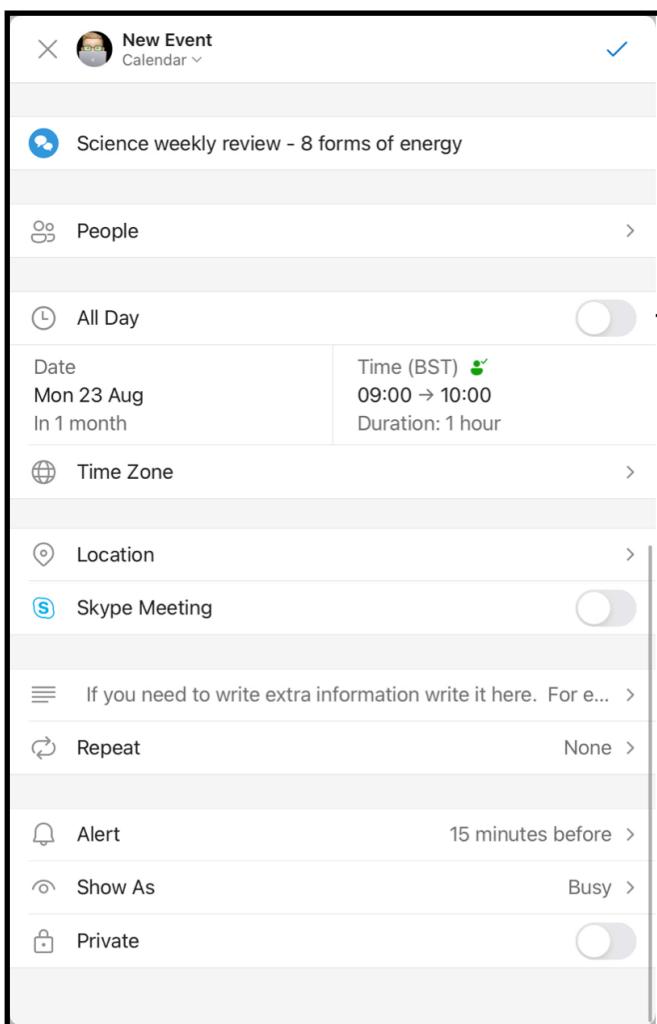 New Event
Calendar
Science weekly review - 8 forms of energy
People
All Day
Date
Mon 23 Aug
In 1 month
Time (BST)
09:00 → 10:00
Duration: 1 hour
Time Zone
Location
S Skype Meeting
If you need to write extra information write it here. For e...
Repeat None
Alert 15 minutes before
Show As Busy
Private